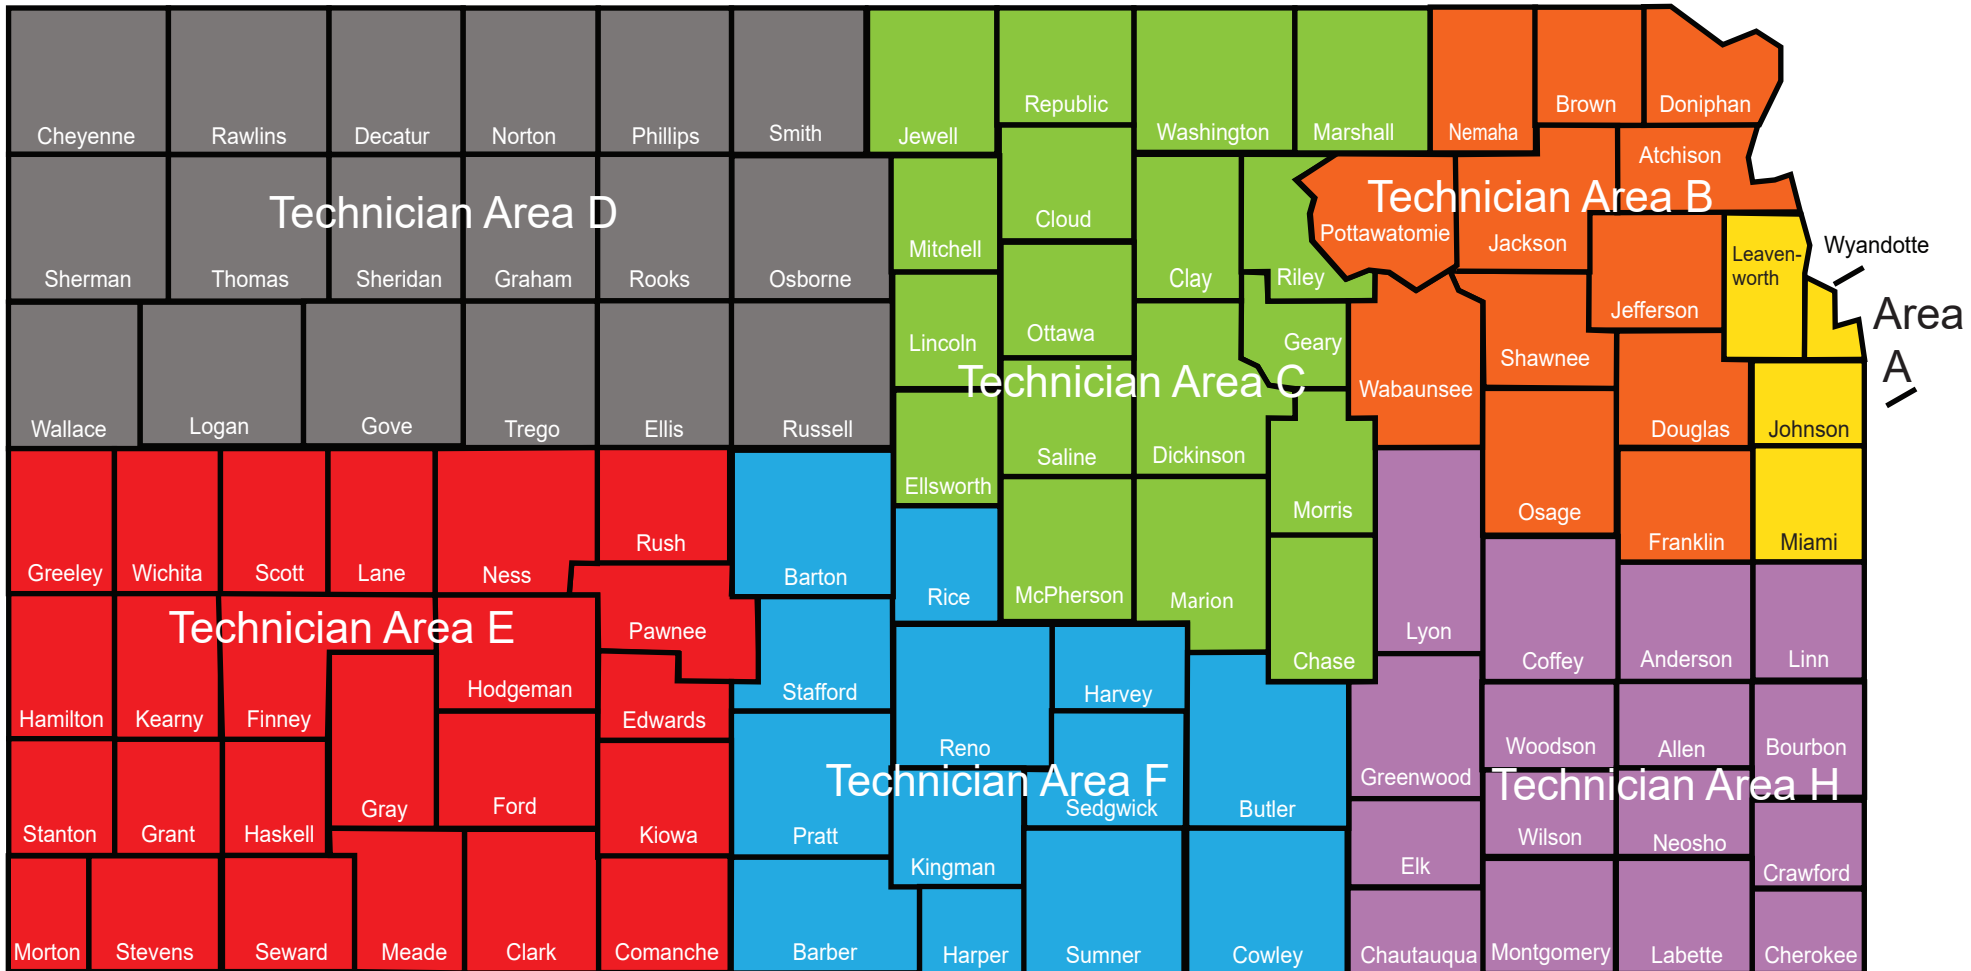 Republic
Brown
Doniphan
Cheyenne
Rawlins
Decatur
Norton
Phillips
Smith
Jewell
Washington
Marshall
Nemaha
Atchison
Technician Area D
Technician Area B
Cloud
Pottawatomie
Jackson
Mitchell
Wyandotte
Leaven-
worth
Sherman
Thomas
Sheridan
Graham
Rooks
Osborne
Clay
Riley
Jefferson
Area
A
Lincoln
Ottawa
Geary
Shawnee
Technician Area C
Wabaunsee
Wallace
Logan
Gove
Trego
Ellis
Russell
Douglas
Johnson
Saline
Dickinson
Ellsworth
Morris
Osage
Rush
Franklin
Miami
Greeley
Wichita
Scott
Lane
Ness
Barton
Rice
McPherson
Marion
Technician Area E
Pawnee
Lyon
Chase
Coffey
Anderson
Linn
Hodgeman
Stafford
Harvey
Hamilton
Kearny
Finney
Edwards
Reno
Woodson
Allen
Bourbon
Technician Area F
Greenwood
Technician Area H
Gray
Ford
Sedgwick
Butler
Stanton
Grant
Haskell
Kiowa
Pratt
Wilson
Neosho
Kingman
Elk
Crawford
Morton
Stevens
Seward
Meade
Clark
Comanche
Barber
Harper
Sumner
Cowley
Chautauqua
Montgomery
Labette
Cherokee